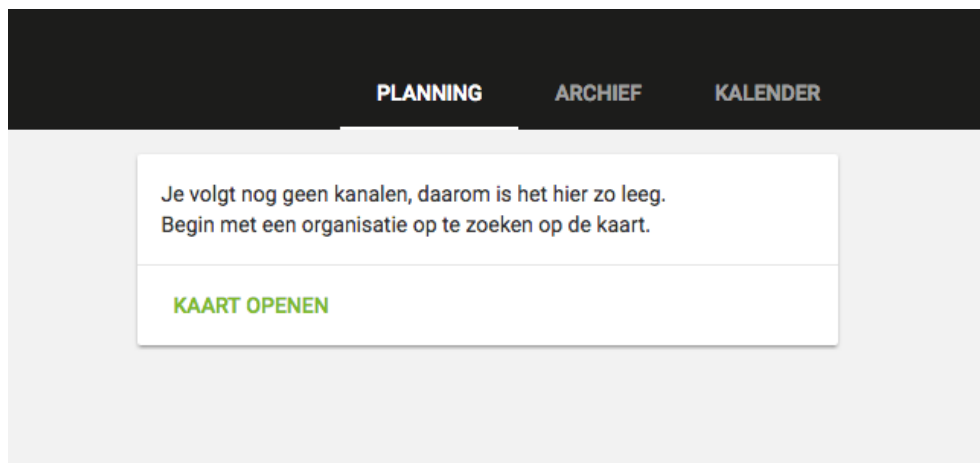 PLANNING ARCHIEF KALENDER
Je volgt nog geen kanalen, daarom is het hier zo leeg.
Begin met een organisatie op te zoeken op de kaart.
KAART OPENEN